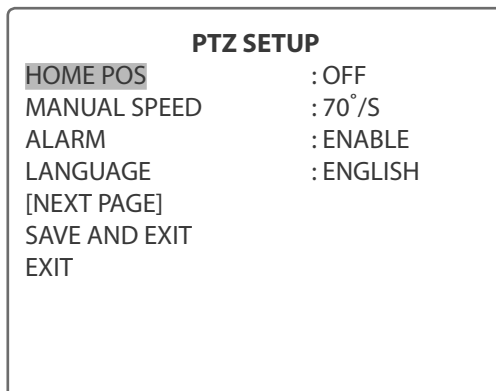 PTZ SETUP
HOME POS : OFF
MANUAL SPEED : 70°/S
ALARM : ENABLE
LANGUAGE : ENGLISH
[NEXT PAGE]
SAVE AND EXIT
EXIT